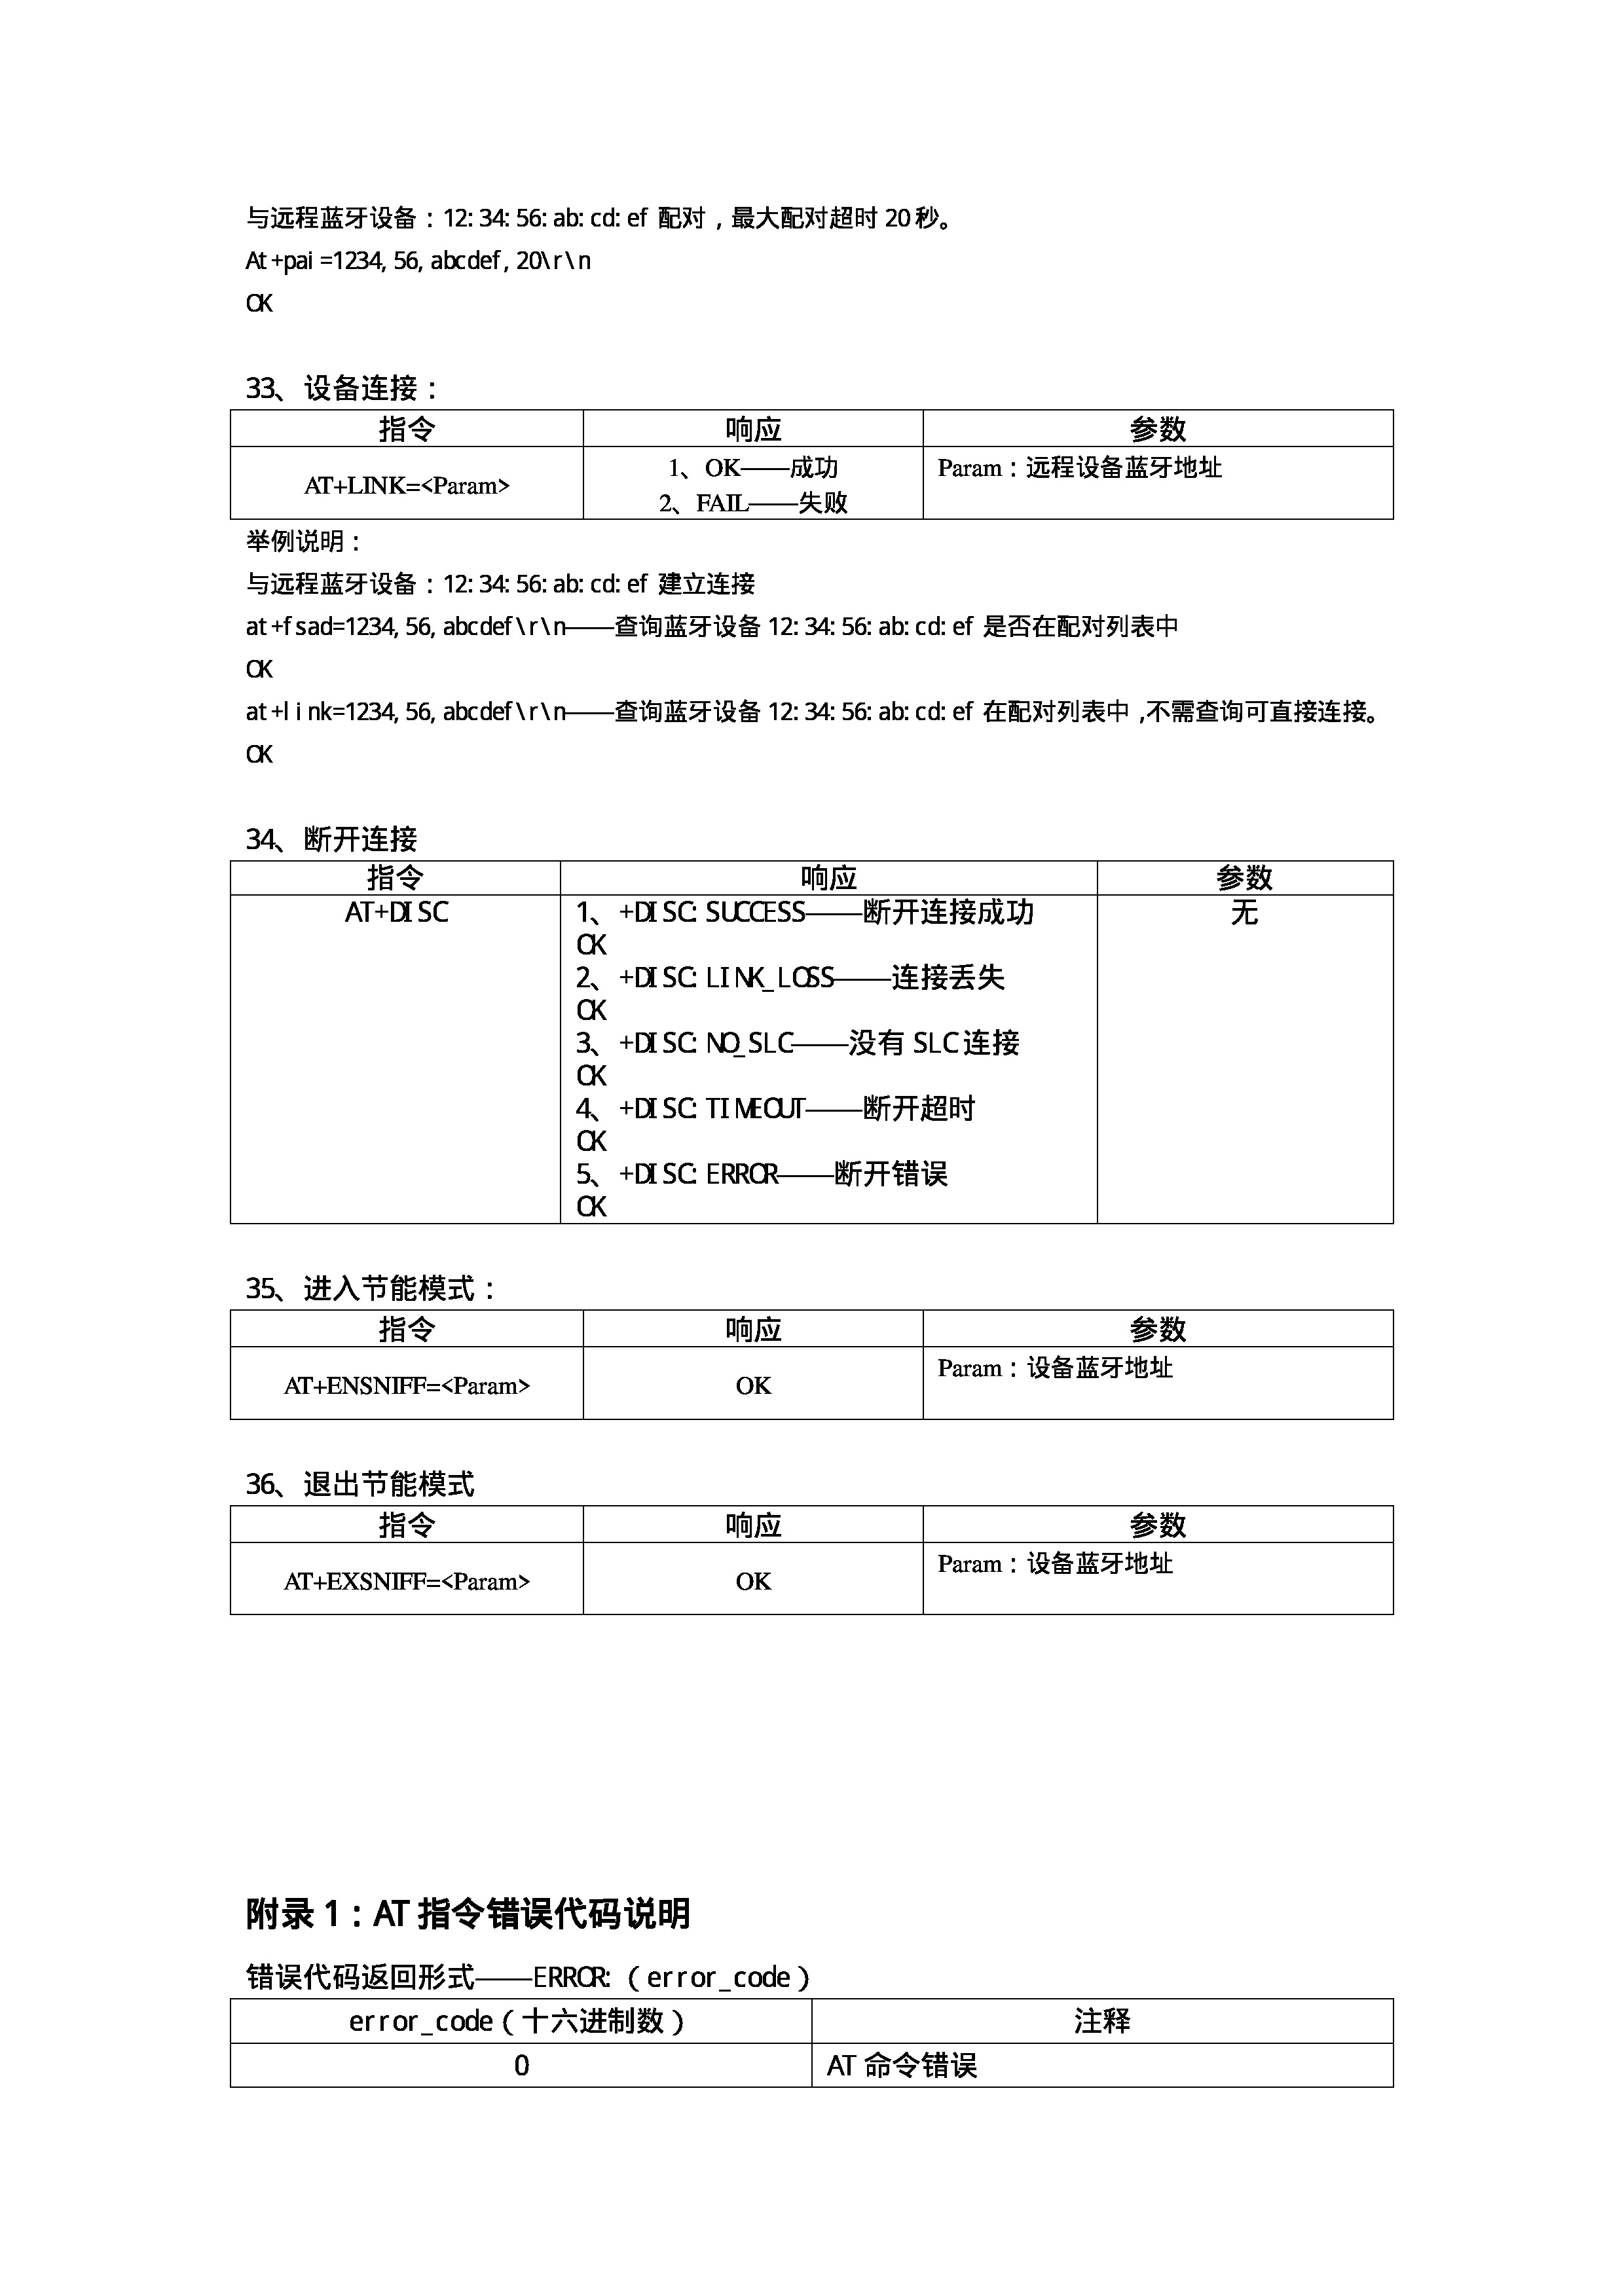 与远程蓝牙设备：12:34:56:ab:cd:ef 配对，最大配对超时 20 秒。
At+pai=1234,56,abcdef,20\r\n
OK
33、设备连接：
指令 响应 参数
AT+LINK=<Param> 1、OK——成功 Param：远程设备蓝牙地址
2、FAIL——失败
举例说明：
与远程蓝牙设备：12:34:56:ab:cd:ef 建立连接
at+fsad=1234,56,abcdef\r\n——查询蓝牙设备 12:34:56:ab:cd:ef 是否在配对列表中
OK
at+link=1234,56,abcdef\r\n——查询蓝牙设备 12:34:56:ab:cd:ef 在配对列表中,不需查询可直接连接。
OK
34、断开连接
指令 响应 参数
AT+DISC 1、+DISC:SUCCESS——断开连接成功 无
OK
2、+DISC:LINK_LOSS——连接丢失
OK
3、+DISC:NO_SLC——没有 SLC 连接
OK
4、+DISC:TIMEOUT——断开超时
OK
5、+DISC:ERROR——断开错误
OK
35、进入节能模式：
指令 响应 参数
AT+ENSNIFF=<Param> OK Param：设备蓝牙地址
36、退出节能模式
指令 响应 参数
AT+EXSNIFF=<Param> OK Param：设备蓝牙地址
附录 1：AT 指令错误代码说明
错误代码返回形式——ERROR:（error_code）
error_code（十六进制数） 注释
0 AT 命令错误